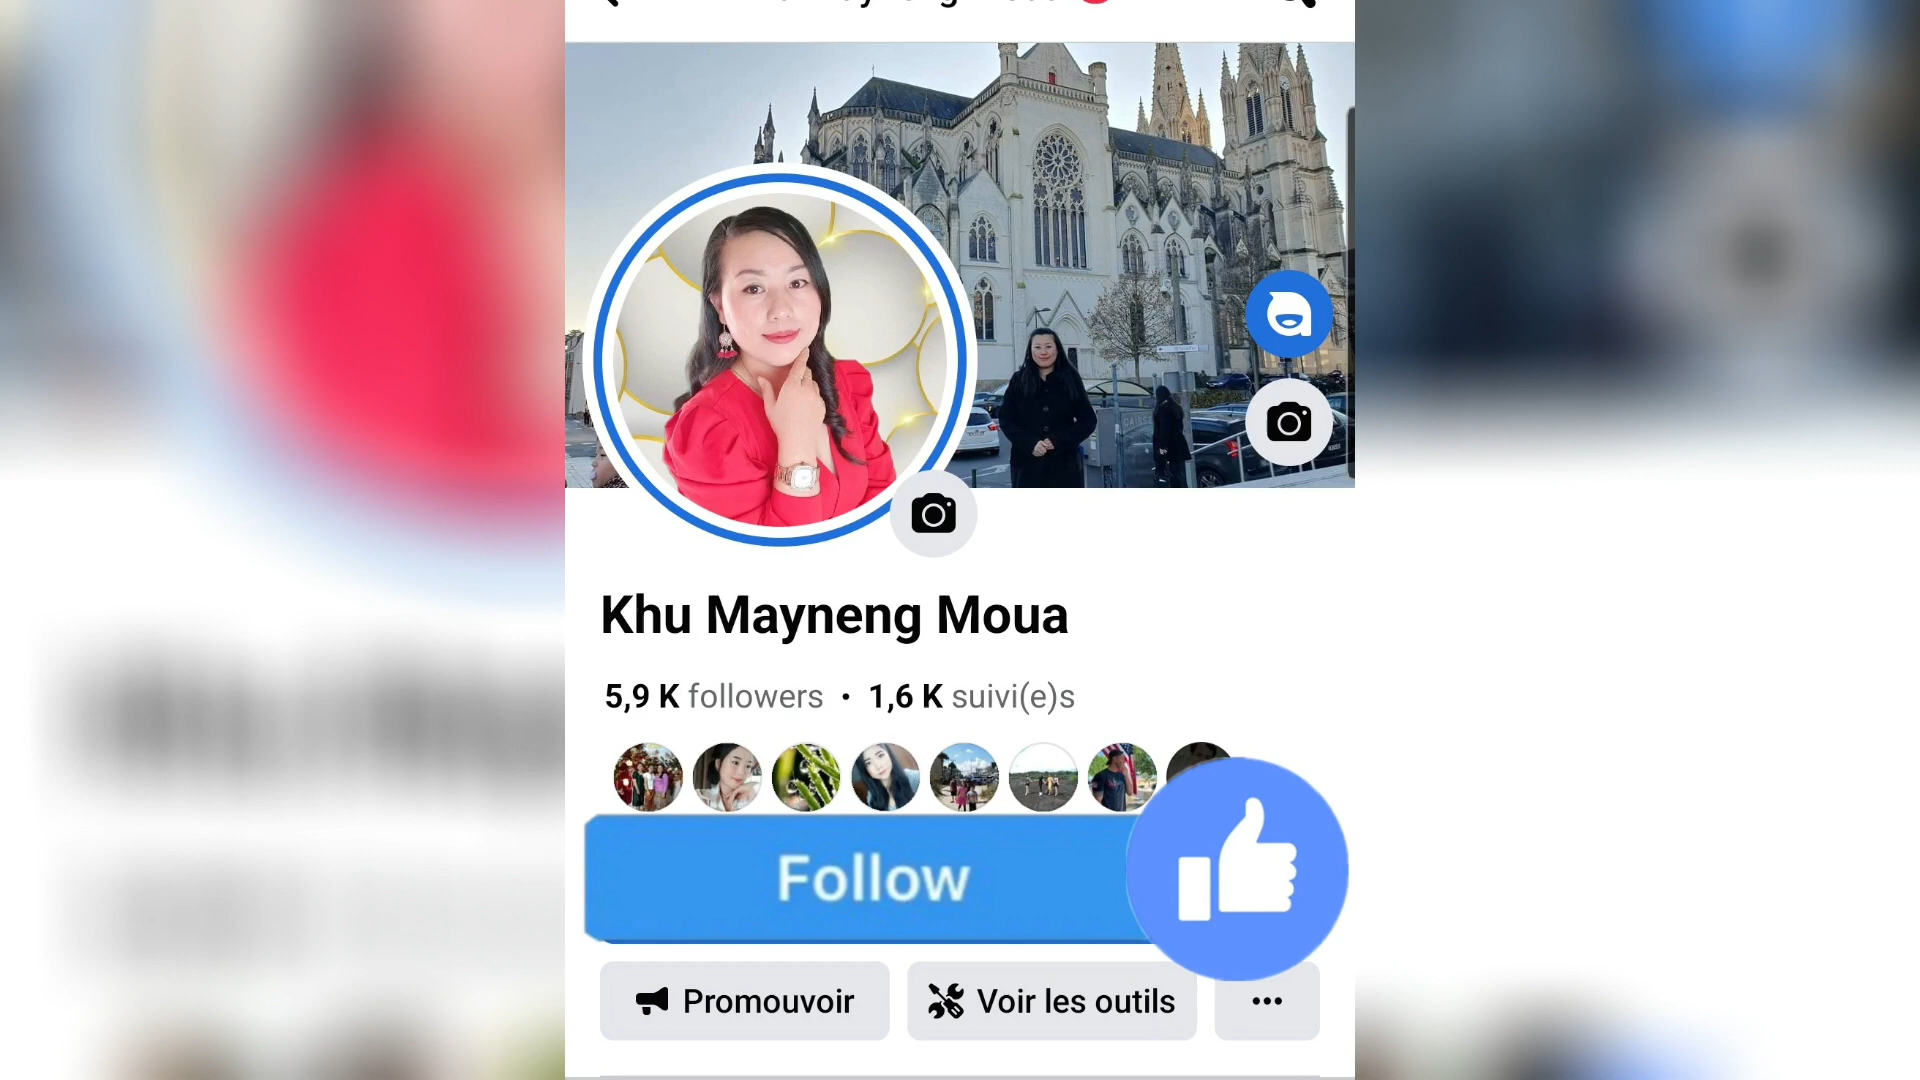 Khu Mayneng Moua
5,9 K followers • 1,6 K suivi(e)s
Follow
Promouvoir
Voir les outils